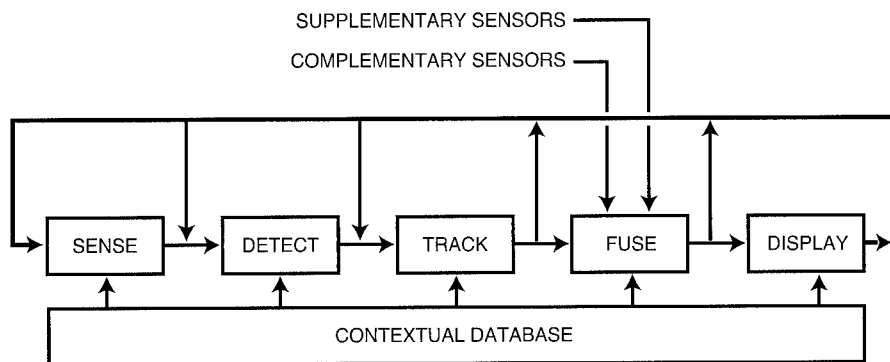 SUPPLEMENTARY SENSORS
COMPLEMENTARY SENSORS
SENSE
DETECT
TRACK
FUSE
DISPLAY
CONTEXTUAL DATABASE